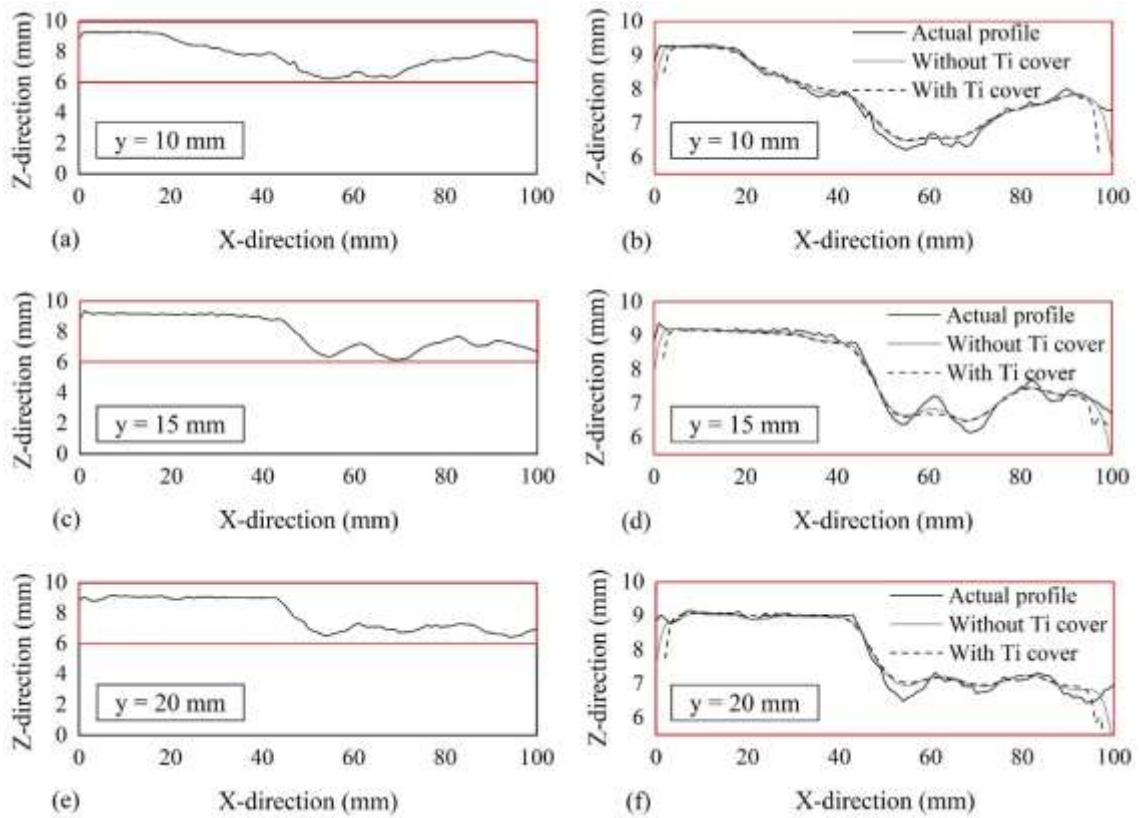 Z-direction (mm)
10
8
6
4
2
0
y = 10 mm
0 20 40 60 80 100
(a) X-direction (mm)
Z-direction (mm)
10
9
8
7
6
Actual profile
Without Ti cover
With Ti cover
y = 10 mm
0 20 40 60 80 100
(b) X-direction (mm)
Z-direction (mm)
10
8
6
4
2
0
y = 15 mm
0 20 40 60 80 100
(c) X-direction (mm)
Z-direction (mm)
10
9
8
7
6
Actual profile
Without Ti cover
With Ti cover
y = 15 mm
0 20 40 60 80 100
(d) X-direction (mm)
Z-direction (mm)
10
8
6
4
2
0
y = 20 mm
0 20 40 60 80 100
(e) X-direction (mm)
Z-direction (mm)
10
9
8
7
6
Actual profile
Without Ti cover
With Ti cover
y = 20 mm
0 20 40 60 80 100
(f) X-direction (mm)